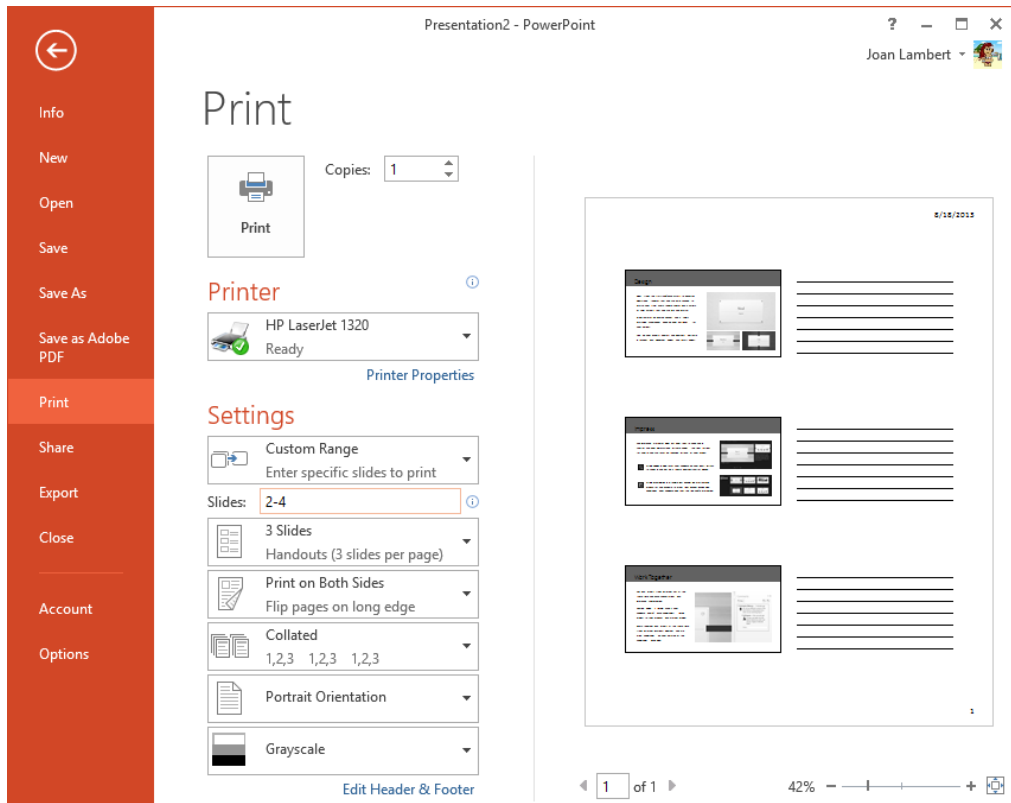 Presentation2 - PowerPoint
?
Joan Lambert
Info
New
Open
Save
Save As
Save as Adobe
PDF
Print
Share
Export
Close
Account
Options
Print
Print
Copies: 1
Printer
HP LaserJet 1320
Ready
Printer Properties
Settings
Custom Range
Enter specific slides to print
Slides: 2-4
3 Slides
Handouts (3 slides per page)
Print on Both Sides
Flip pages on long edge
Collated
1,2,3 1,2,3 1,2,3
Portrait Orientation
Grayscale
Edit Header & Footer
Design
Work Together
1
1 of 1
42%